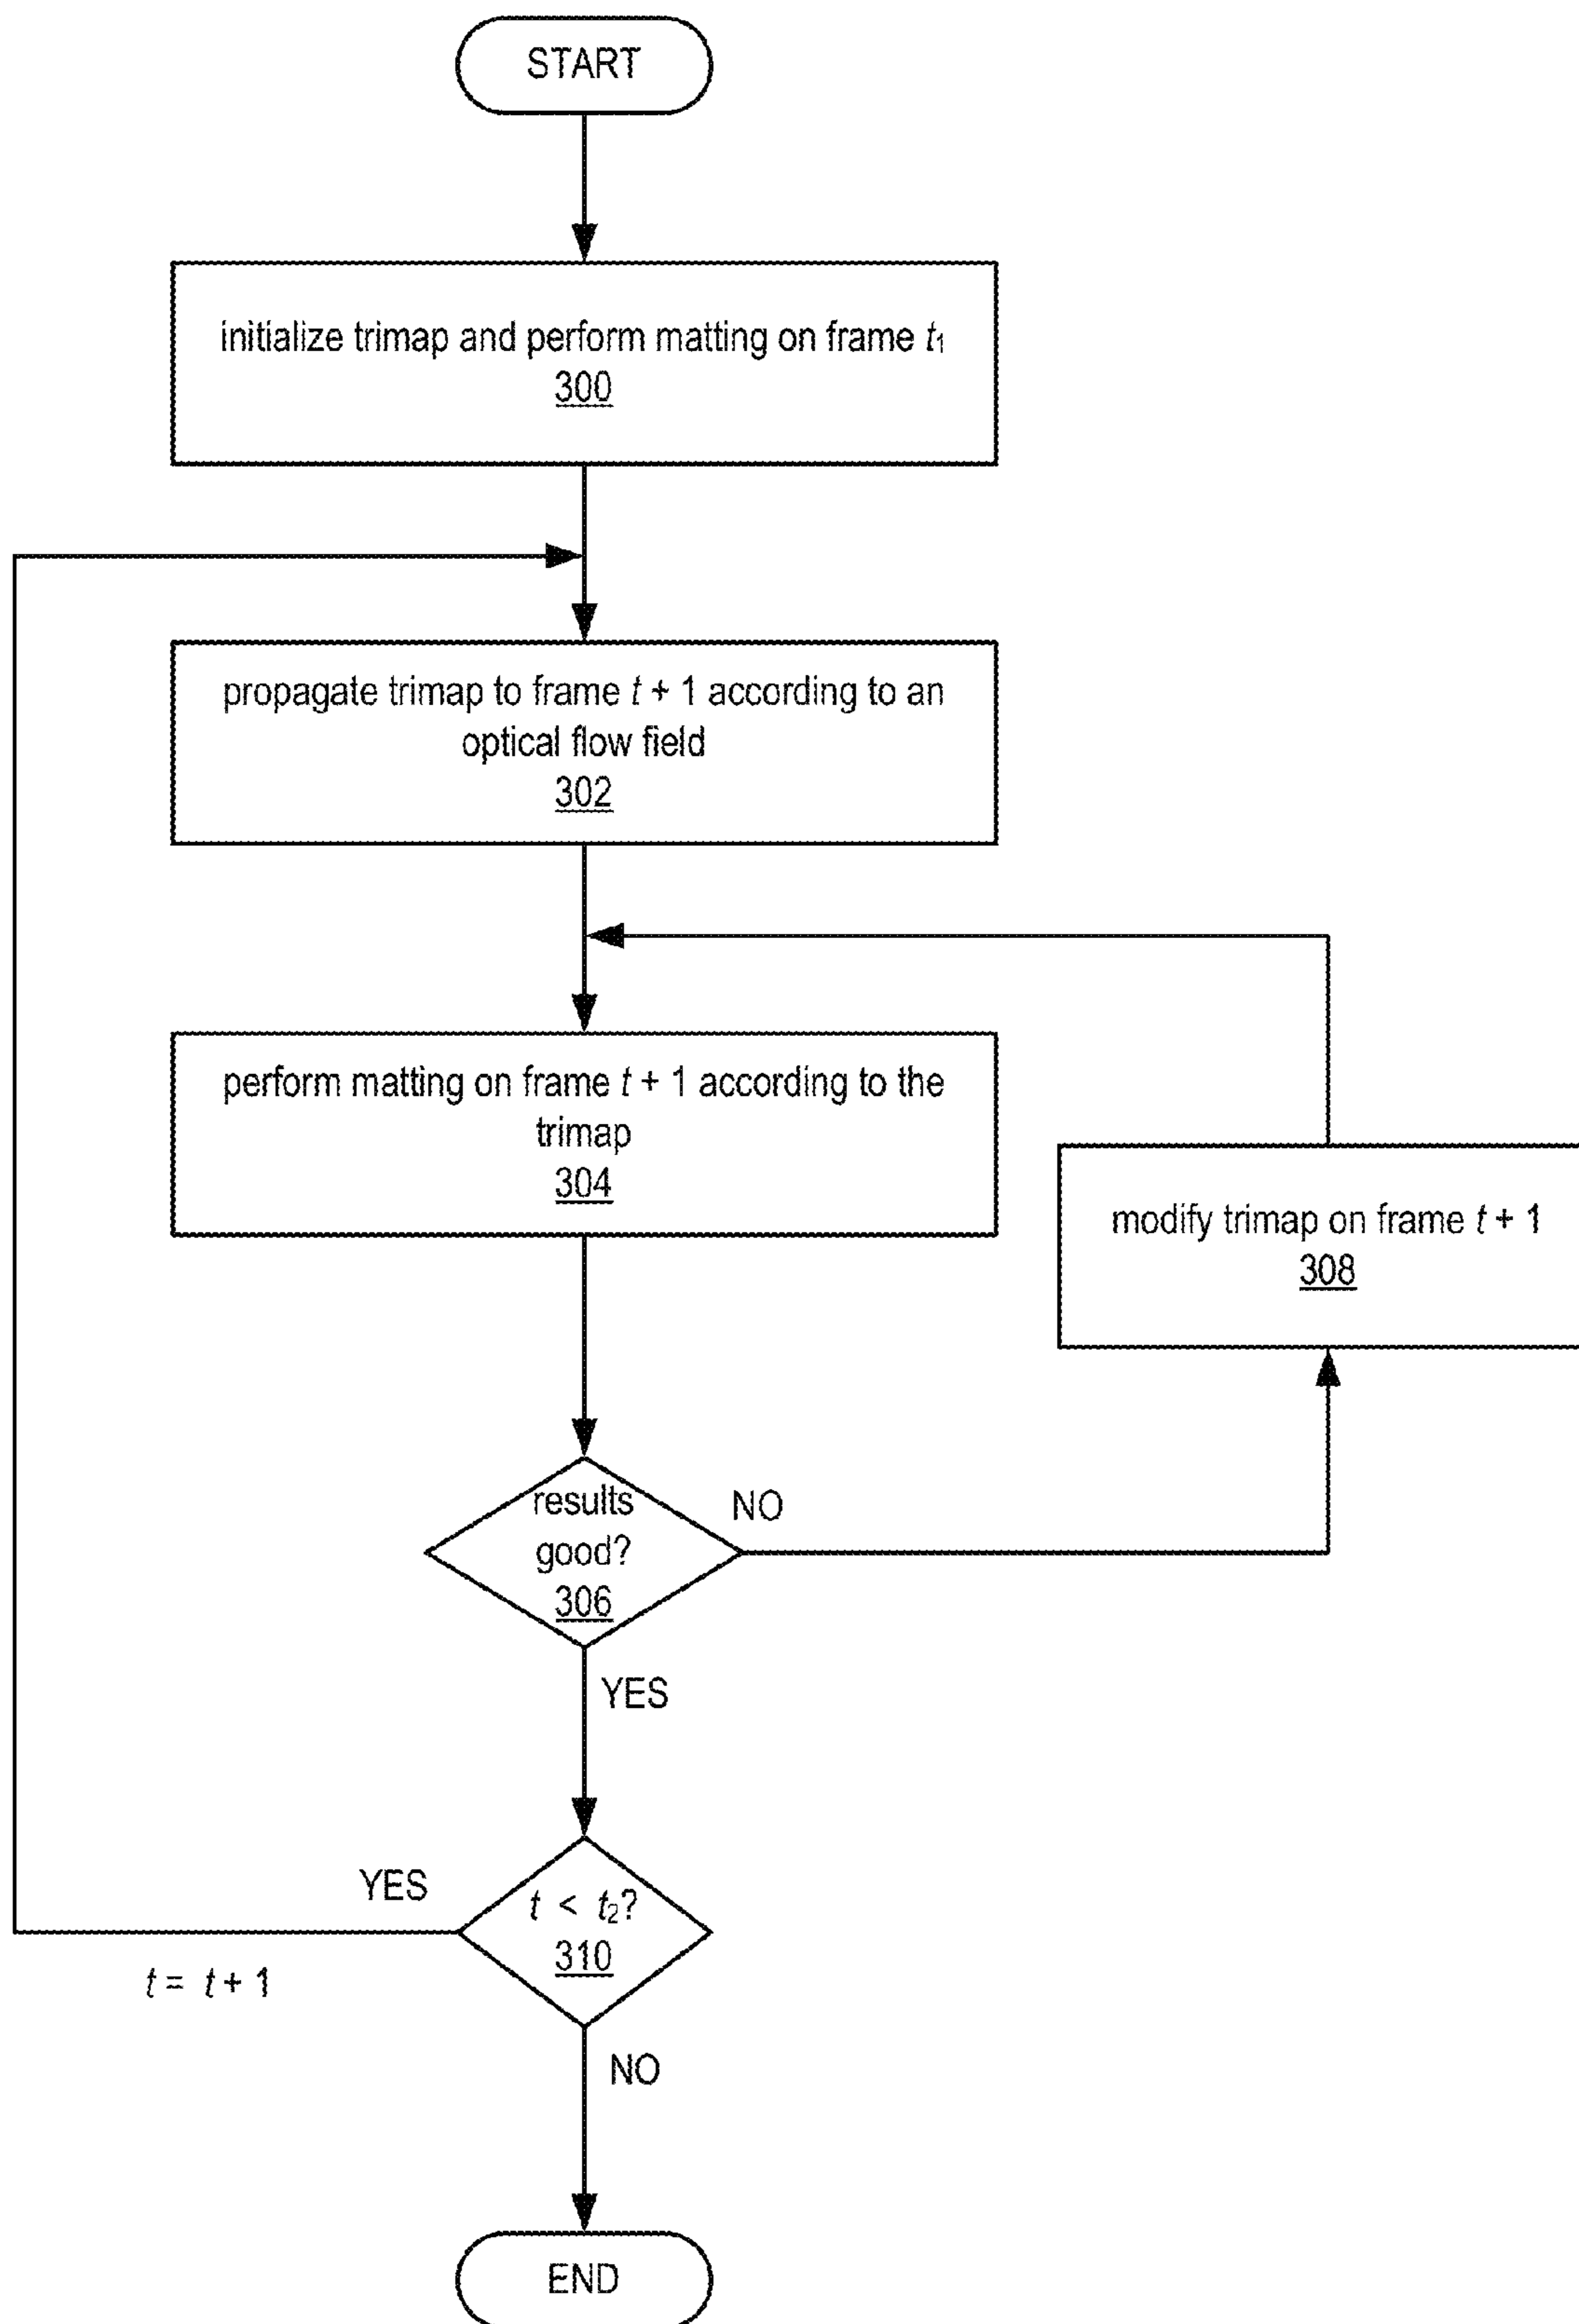 START
initialize trimap and perform matting on frame t₁
300
propagate trimap to frame t + 1 according to an
optical flow field
302
perform matting on frame t + 1 according to the
trimap
304
modify trimap on frame t + 1
308
results
good?
306
NO
YES
YES
t < t₂?
310
t = t + 1
NO
END